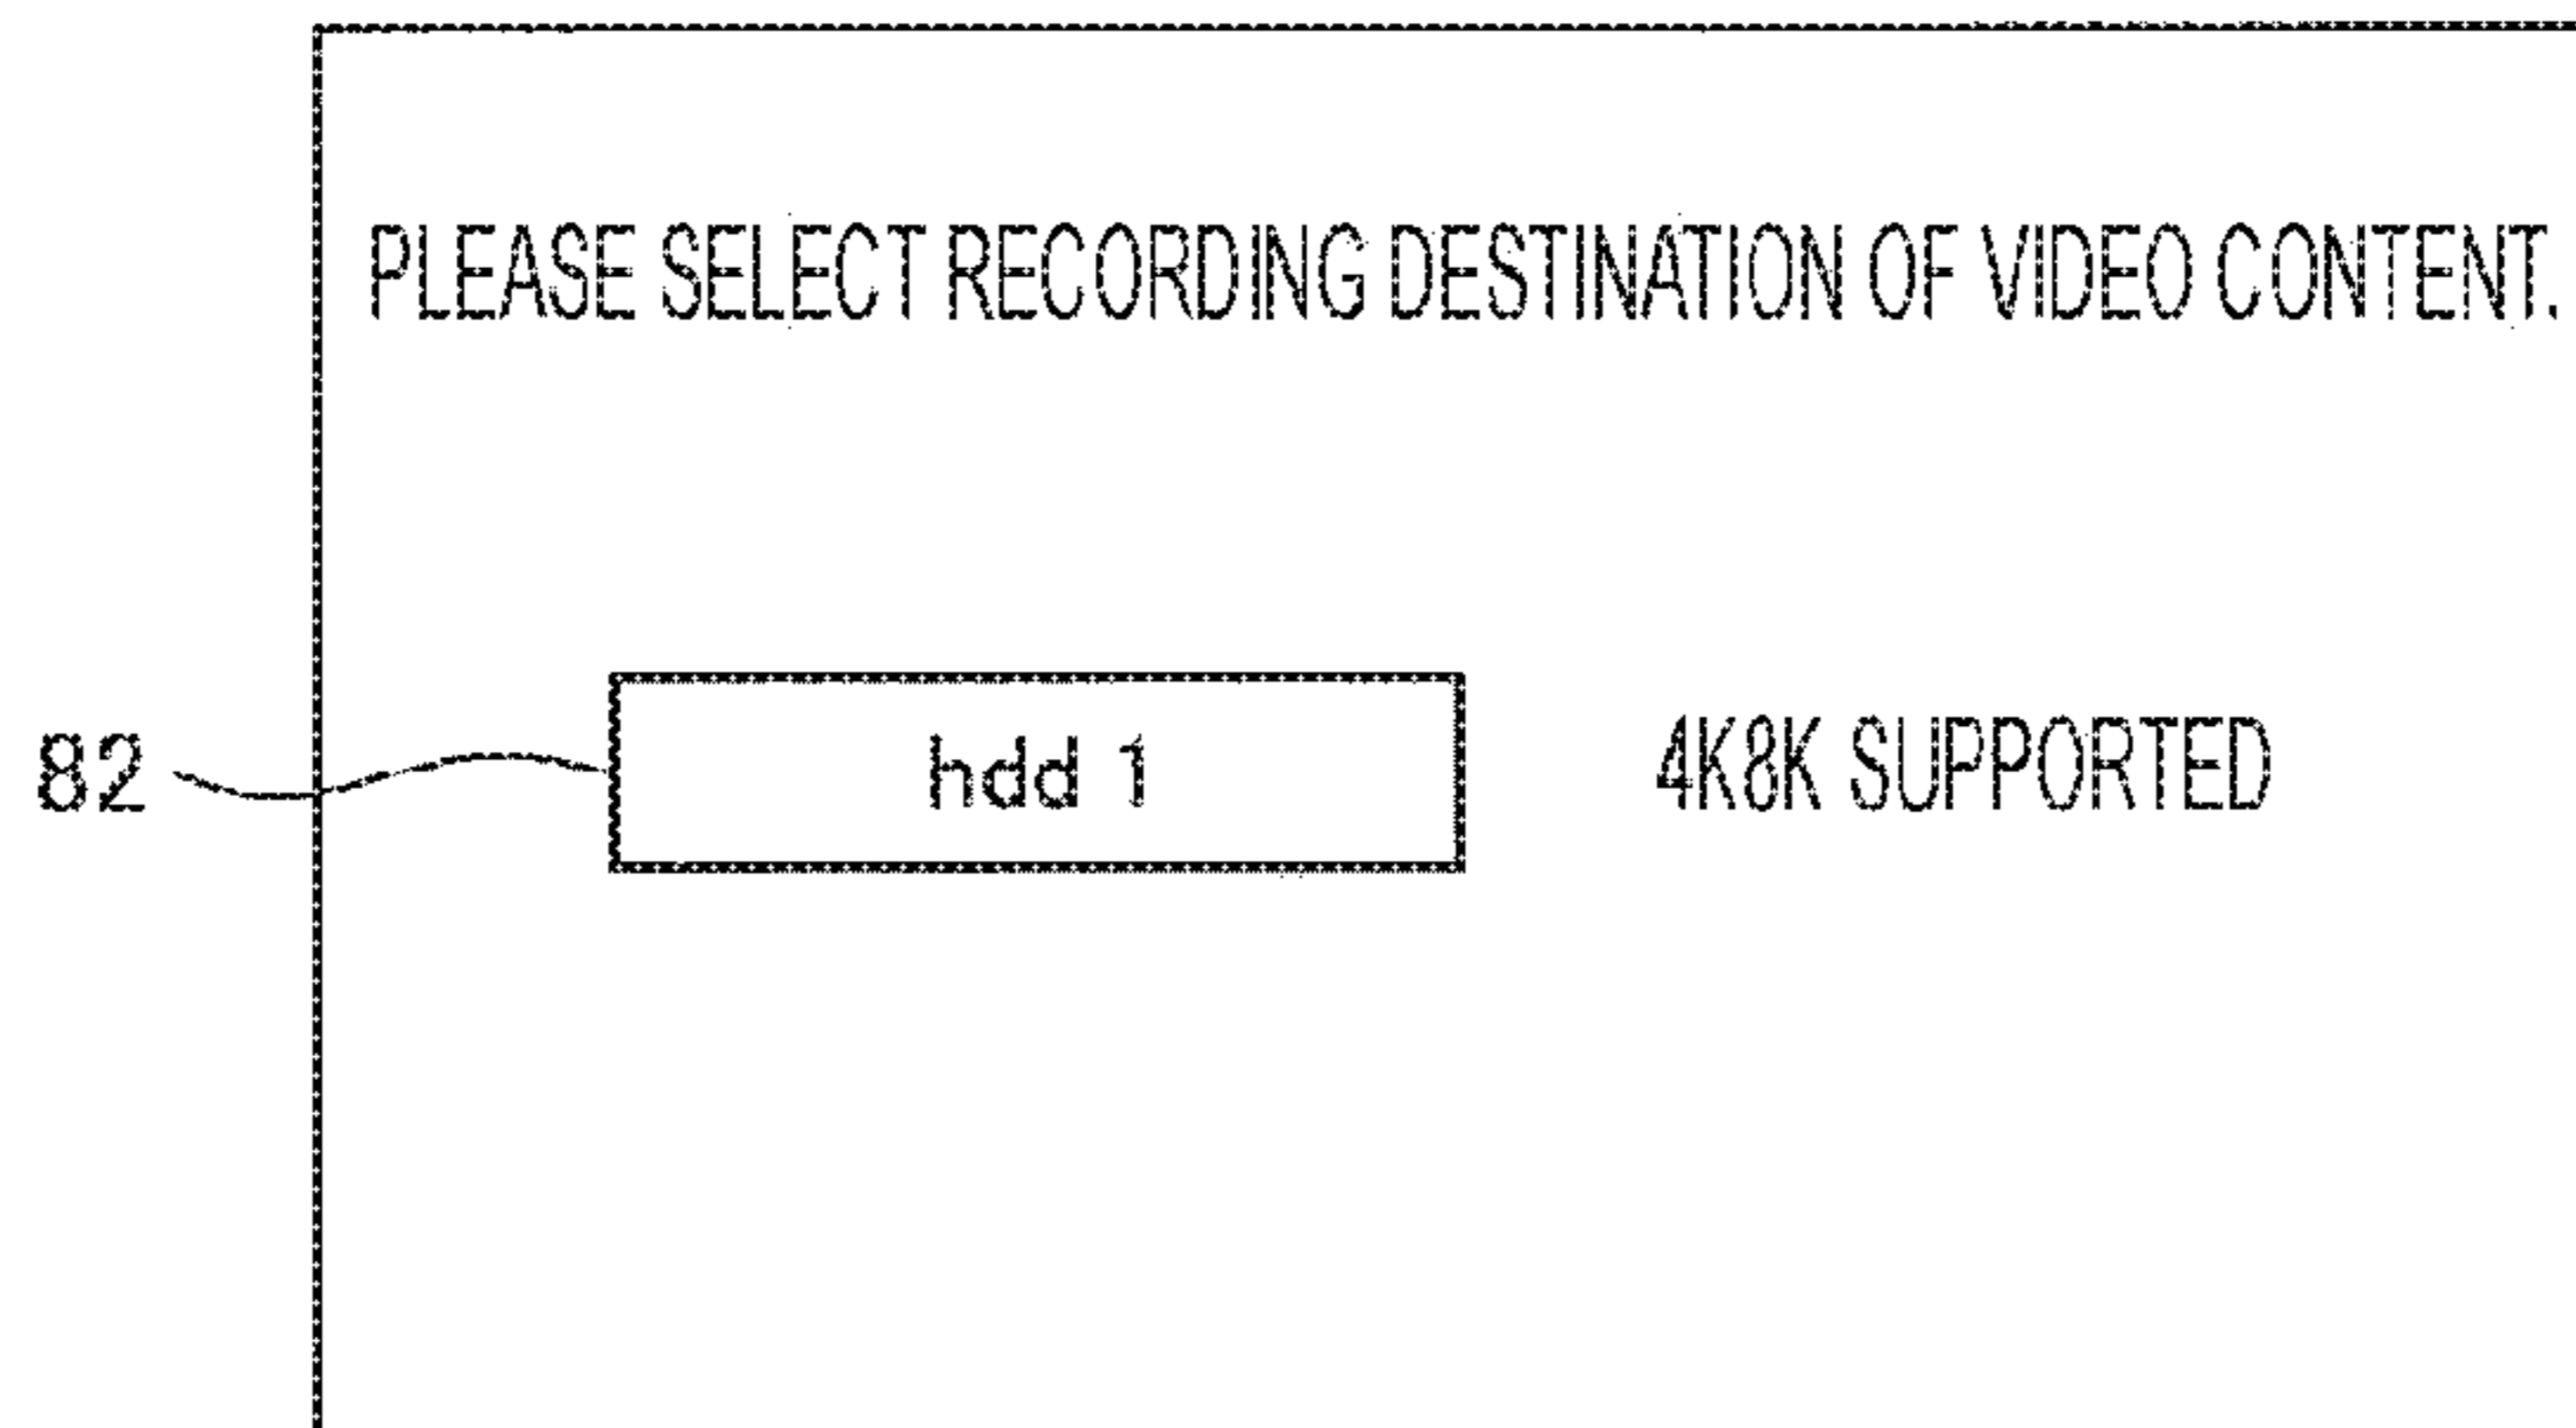 PLEASE SELECT RECORDING DESTINATION OF VIDEO CONTENT.
82 hdd 1 4K8K SUPPORTED